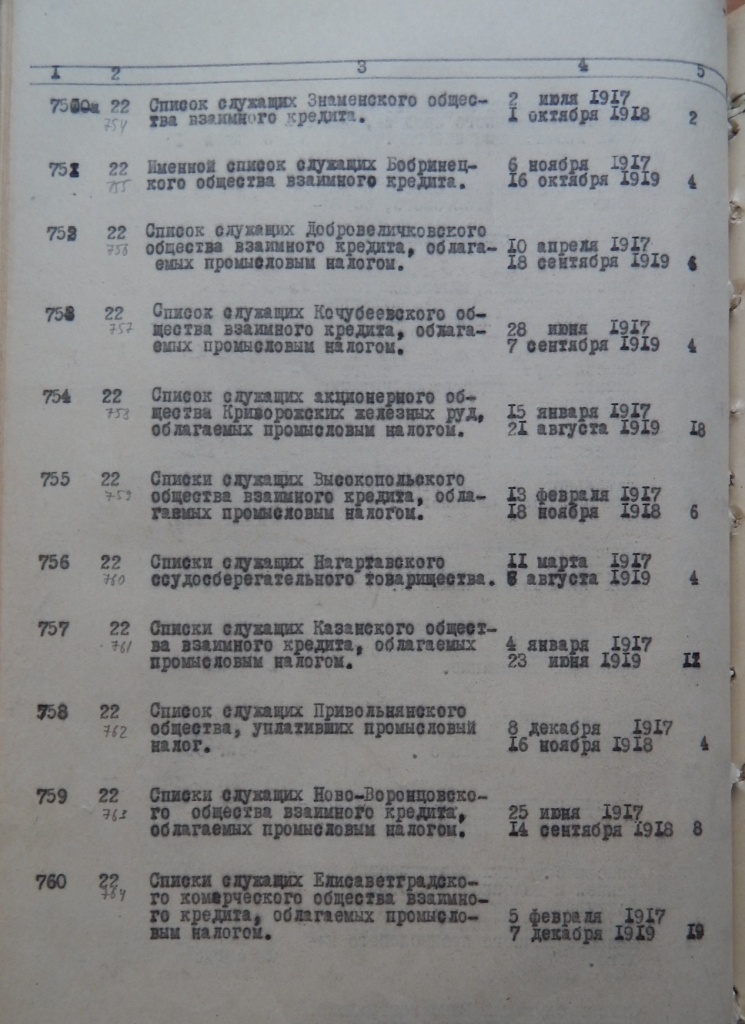 1 2 3 4 5
750а 22 Список служащих Знаменского общес- 2 июля 1917
754 тва взаимного кредита. 1 октября 1918 2
751 22 Именной список служащих Бобринец- 6 ноября 1917
755 кого общества взаимного кредита. 16 октября 1919 4
752 22 Список служащих Добровеличковского
756 общества взаимного кредита, облага- 10 апреля 1917
емых промысловым налогом. 18 сентября 1919 6
753 22 Список служащих Кочубеевского об-
757 щества взаимного кредита, облага- 28 июня 1917
емых промысловым налогом. 7 сентября 1919 4
754 22 Список служащих акционерного об-
758 щества Криворожских железных руд, 15 января 1917
облагаемых промысловым налогом. 21 августа 1919 18
755 22 Списки служащих Высокопольского
759 общества взаимного кредита, обла- 13 февраля 1917
гаемых промысловым налогом. 18 ноября 1918 6
756 22 Списки служащих Нагартавского 11 марта 1917
760 ссудосберегательного товарищества. августа 1919 4
757 22 Списки служащих Казанского общест-
761 ва взаимного кредита, облагаемых 4 января 1917
промысловым налогом. 23 июня 1919
758 22 Список служащих Привольнянского
762 общества, уплативших промысловый 8 декабря 1917
налог. 16 ноября 1918 4
759 22 Списки служащих Ново-Воронцовско-
763 го общества взаимного кредита, 25 июня 1917
облагаемых промысловым налогом. 14 сентября 1918 8
760 22 Списки служащих Елисаветградско-
764 го комерческого общества взаимно-
го кредита, облагаемых промысло- 5 февраля 1917
вым налогом. 7 декабря 1919 19